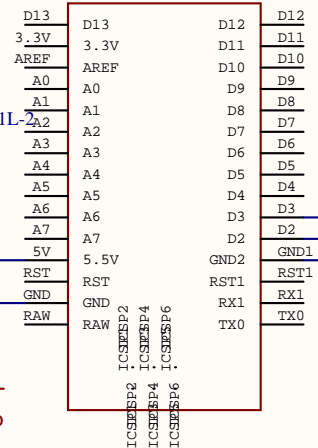 D13 D13 D12 D12
3.3V 3.3V D11 D11
AREF AREF D10 D10
A0 A0 D9 D9
A1 A1 D8 D8
1L-2
A2 A2 D7 D7
A3 A3 D6 D6
A4 A4 D5 D5
A5 A5 D4 D4
A6 A6 D3 D3
A7 A7 D2 D2
5V 5.5V GND2 GND1
RST RST RST1 RST1
GND GND RX1 RX1
RAW RAW TX0 TX0